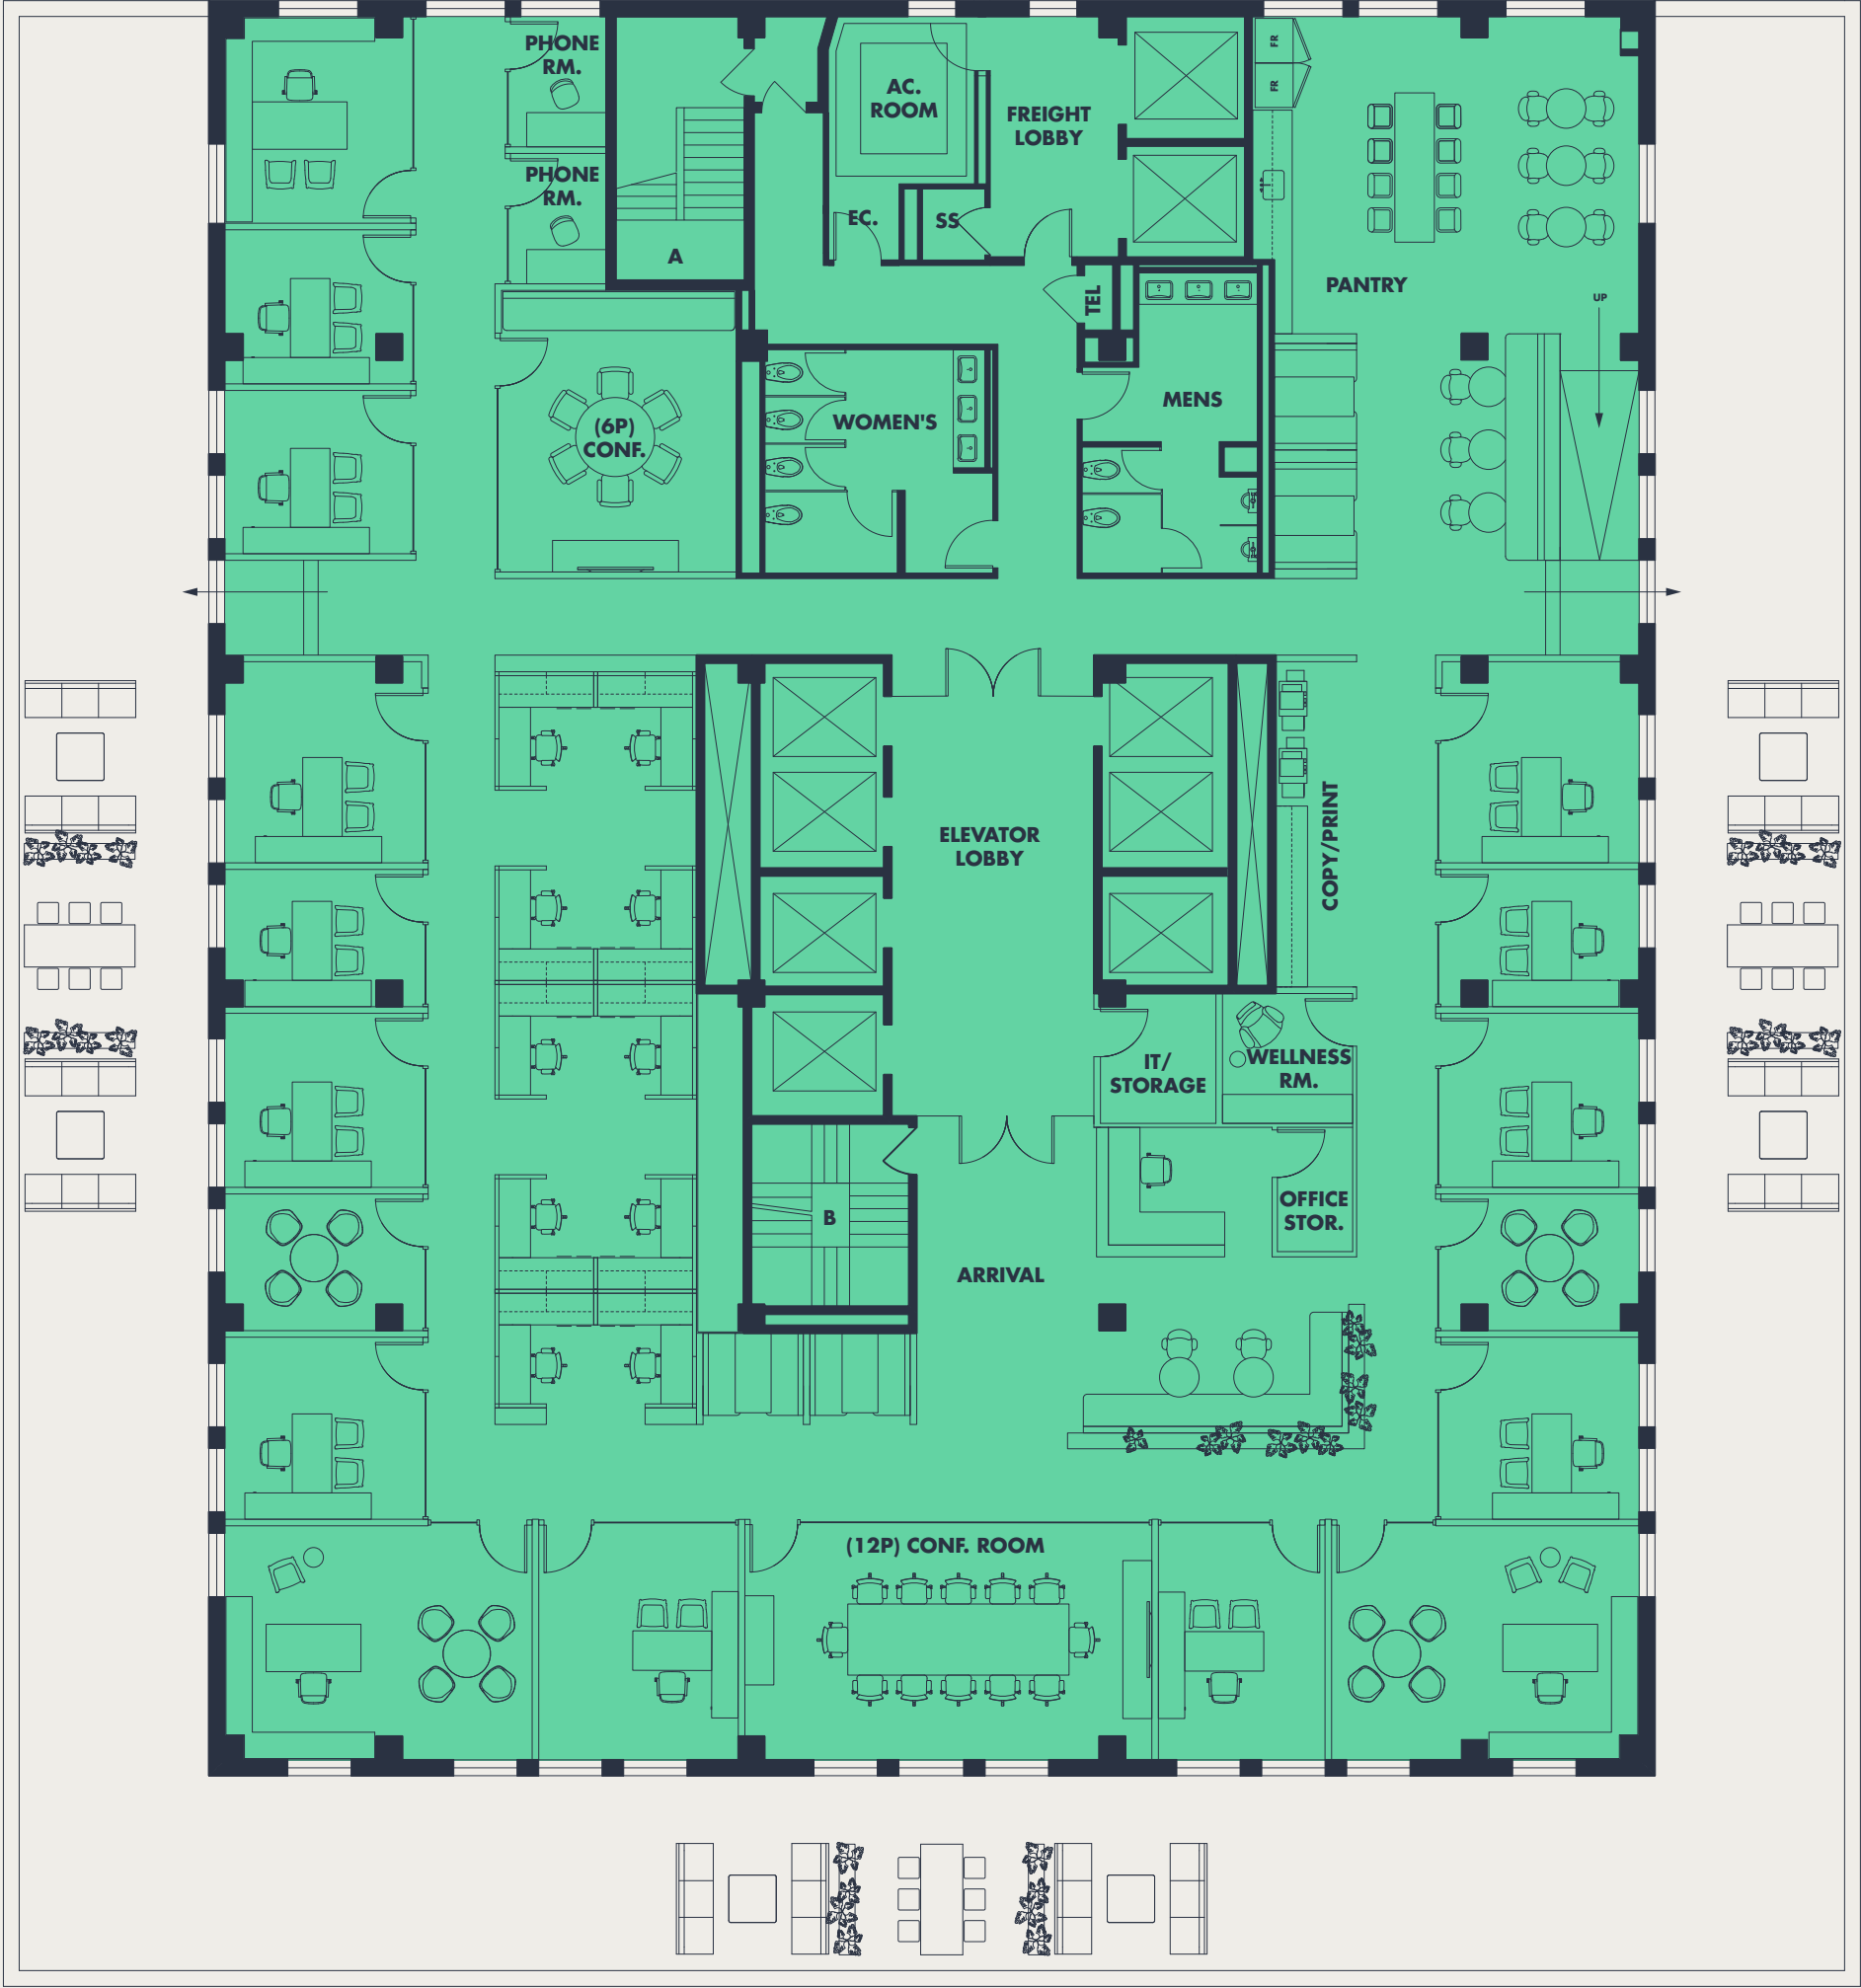 PHONE
RM.
AC.
ROOM
FREIGHT
LOBBY
FR
FR
PHONE
RM.
EC.
SS
A
TEL
PANTRY
UP
(6P)
CONF.
WOMEN'S
MENS
ELEVATOR
LOBBY
COPY/PRINT
IT/
STORAGE
WELLNESS
RM.
B
OFFICE
STOR.
ARRIVAL
(12P) CONF. ROOM